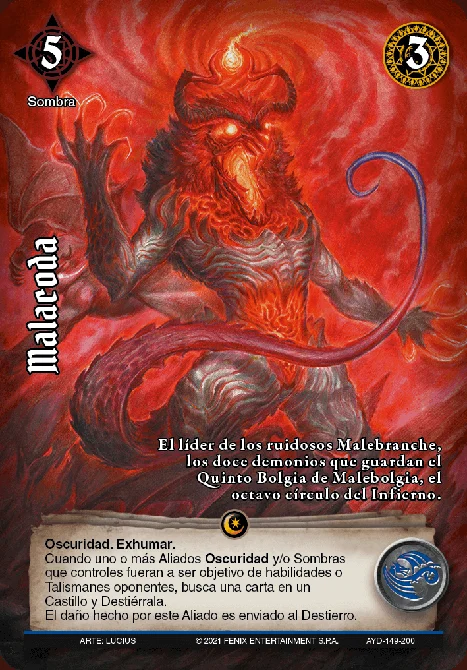 5
3
Sombra
Malacoda
El líder de los ruidosos Malebranche,
los doce demonios que guardan el
Quinto Bolgia de Malebolgia, el
octavo círculo del Infierno.
Oscuridad. Exhumar.
Cuando uno o más Aliados Oscuridad y/o Sombras
que controles fueran a ser objetivo de habilidades o
Talismanes oponentes, busca una carta en un
Castillo y Destiérrala.
El daño hecho por este Aliado es enviado al Destierro.
ARTE: LUCIUS © 2021 FENIX ENTERTAINMENT S.P.A. AYD-149-200